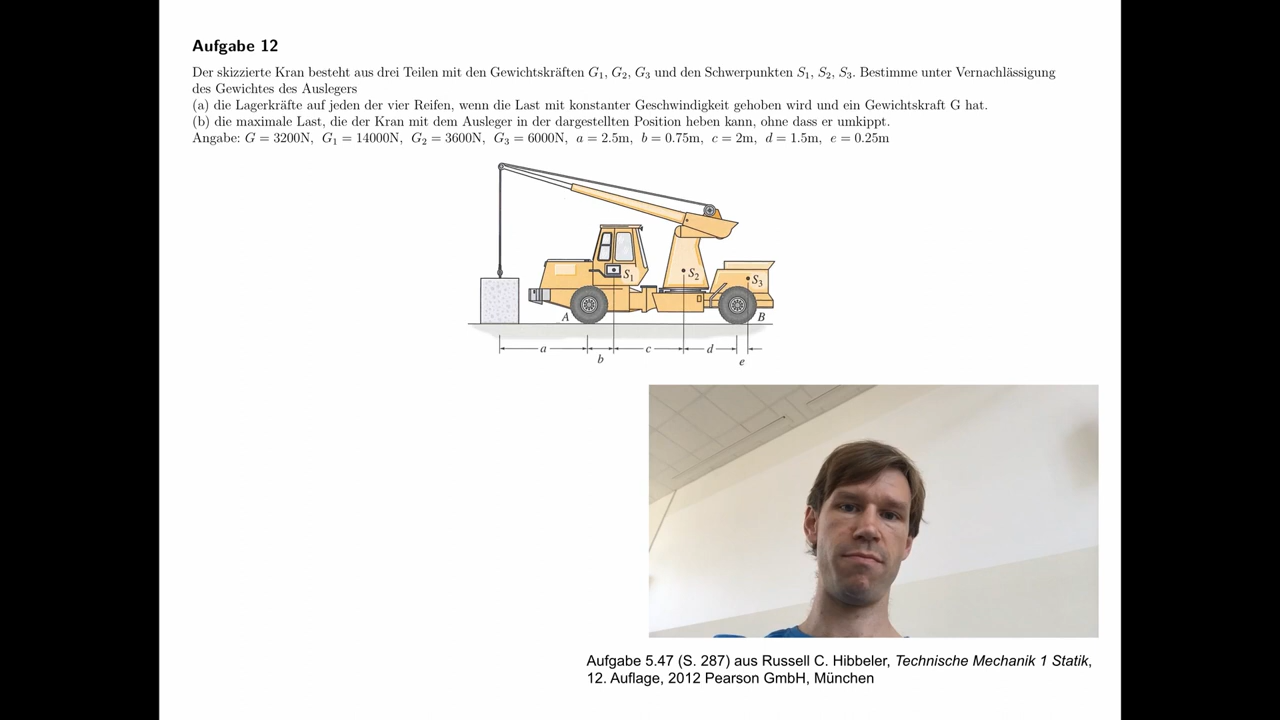 Aufgabe 12
Der skizzierte Kran besteht aus drei Teilen mit den Gewichtskräften G₁, G₂, G₃ und den Schwerpunkten S₁, S₂, S₃. Bestimme unter Vernachlässigung
des Gewichtes des Auslegers
(a) die Lagerkräfte auf jeden der vier Reifen, wenn die Last mit konstanter Geschwindigkeit gehoben wird und ein Gewichtskraft G hat.
(b) die maximale Last, die der Kran mit dem Ausleger in der dargestellten Position heben kann, ohne dass er umkippt.
Angabe: G = 3200N, G₁ = 14000N, G₂ = 3600N, G₃ = 6000N, a = 2.5m, b = 0.75m, c = 2m, d = 1.5m, e = 0.25m
S₁ S₂ S₃
A B
a b c d e
Aufgabe 5.47 (S. 287) aus Russell C. Hibbeler, Technische Mechanik 1 Statik,
12. Auflage, 2012 Pearson GmbH, München